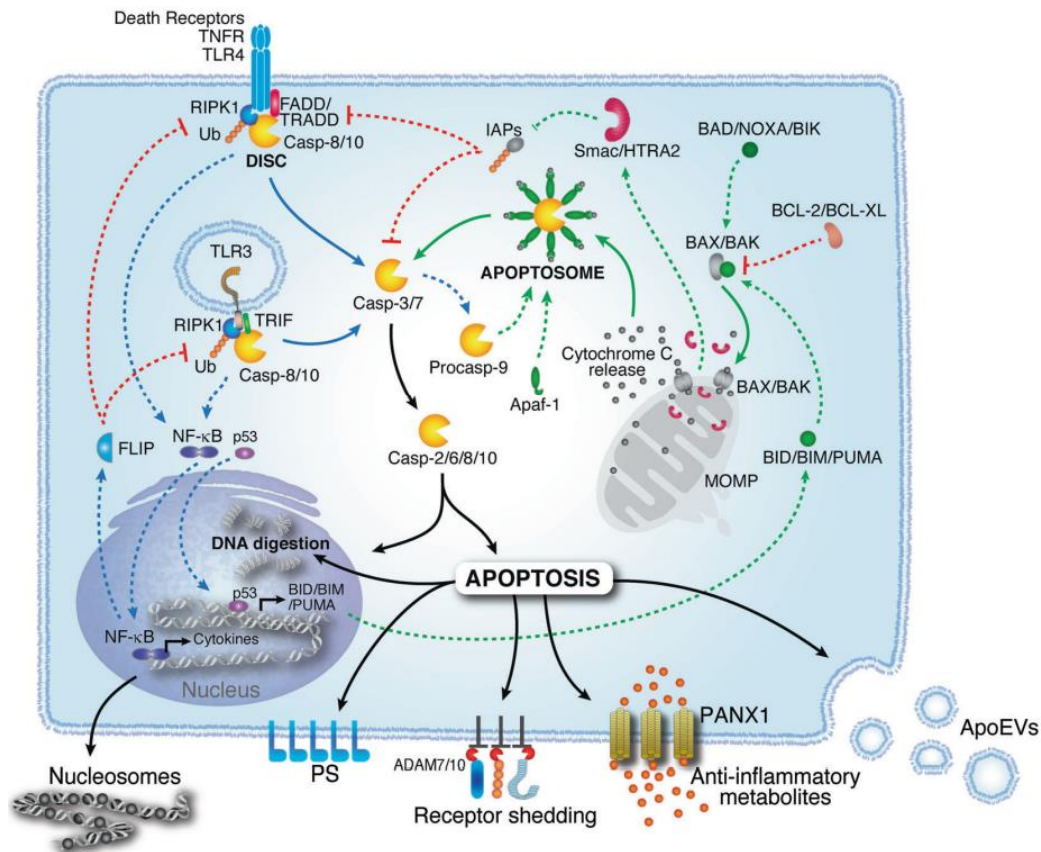 Death Receptors
TNFR
TLR4
RIPK1
FADD/
TRADD
Ub
Casp-8/10
DISC
IAPs
Smac/HTRA2
BAD/NOXA/BIK
BCL-2/BCL-XL
BAX/BAK
APOPTOSOME
TLR3
Casp-3/7
RIPK1
TRIF
Ub
Casp-8/10
Procasp-9
Apaf-1
Cytochrome C
release
BAX/BAK
MOMP
BID/BIM/PUMA
FLIP
NF-κB
p53
Casp-2/6/8/10
DNA digestion
APOPTOSIS
p53
BID/BIM
/PUMA
NF-κB
Cytokines
Nucleus
Nucleosomes
PS
ADAM7/10
Receptor shedding
PANX1
Anti-inflammatory
metabolites
ApoEVs